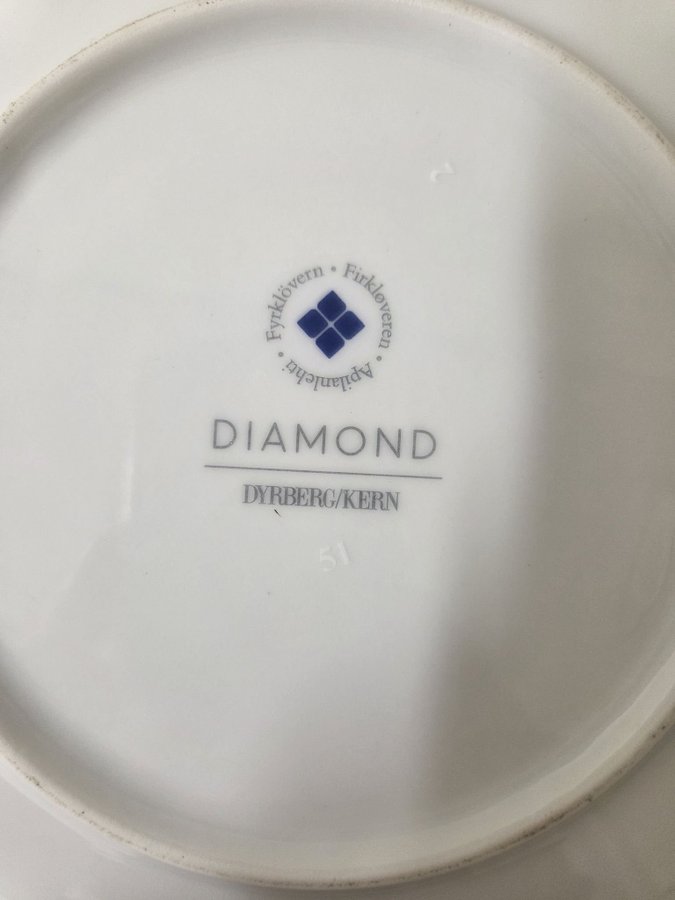 Fyrklövern • Firkløveren • Apilanlehti •
DIAMOND
DYRBERG/KERN
51